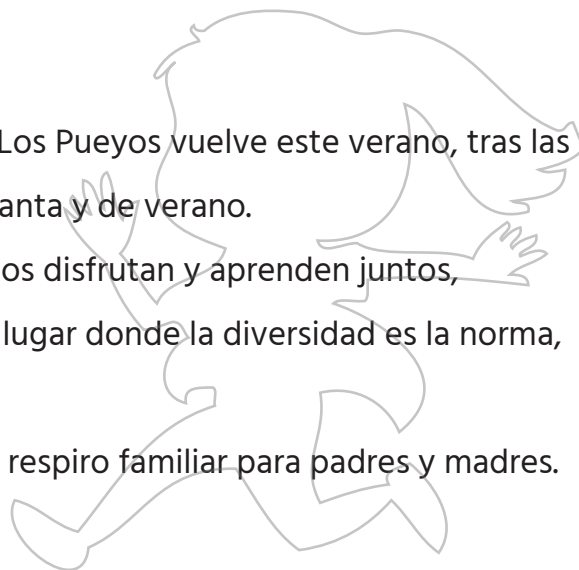 Los Pueyos vuelve este verano, tras las
anta y de verano.
os disfrutan y aprenden juntos,
lugar donde la diversidad es la norma,
respiro familiar para padres y madres.